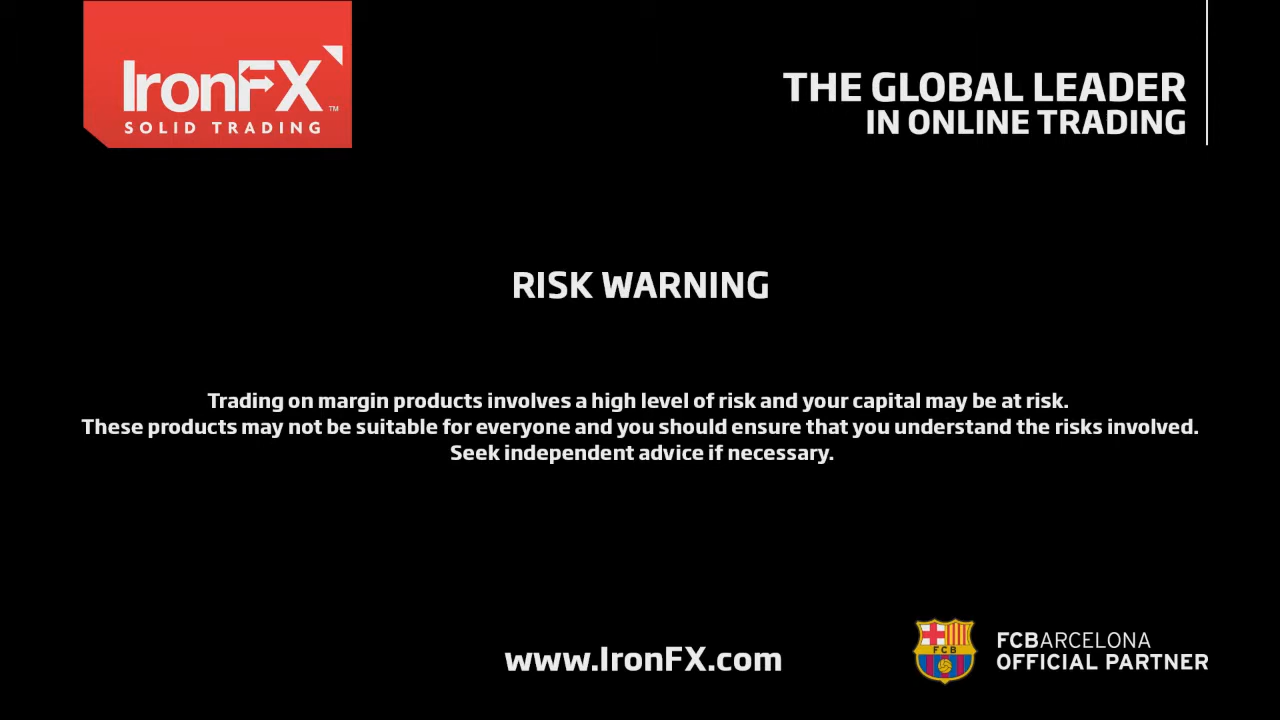 IronFX™
SOLID TRADING
THE GLOBAL LEADER
IN ONLINE TRADING
RISK WARNING
Trading on margin products involves a high level of risk and your capital may be at risk.
These products may not be suitable for everyone and you should ensure that you understand the risks involved.
Seek independent advice if necessary.
www.IronFX.com
FCB
FCBARCELONA
OFFICIAL PARTNER